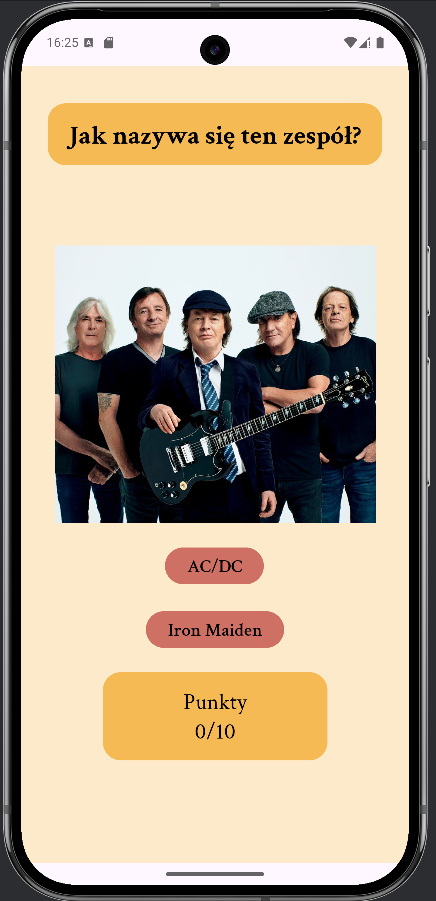 16:25
Jak nazywa się ten zespół?
AC/DC
Iron Maiden
Punkty
0/10